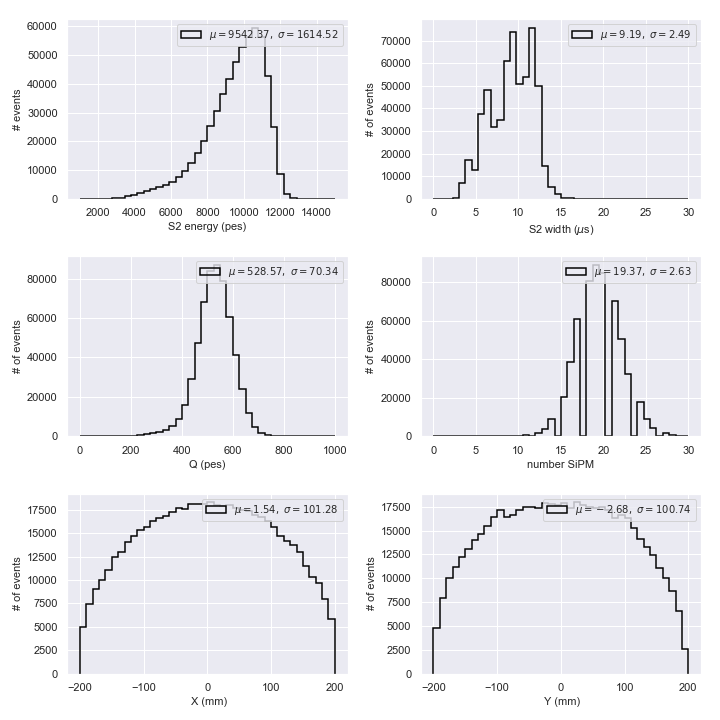 μ = 9542.37, σ = 1614.52
60000
50000
40000
30000
20000
10000
0
# events
2000 4000 6000 8000 10000 12000 14000
S2 energy (pes)
μ = 9.19, σ = 2.49
70000
60000
50000
40000
30000
20000
10000
0
# of events
0 5 10 15 20 25 30
S2 width (μs)
μ = 528.57, σ = 70.34
80000
60000
40000
20000
0
# of events
0 200 400 600 800 1000
Q (pes)
μ = 19.37, σ = 2.63
80000
60000
40000
20000
0
# of events
0 5 10 15 20 25 30
number SiPM
μ = 1.54, σ = 101.28
17500
15000
12500
10000
7500
5000
2500
0
# of events
−200 −100 0 100 200
X (mm)
μ = −2.68, σ = 100.74
17500
15000
12500
10000
7500
5000
2500
0
# of events
−200 −100 0 100 200
Y (mm)